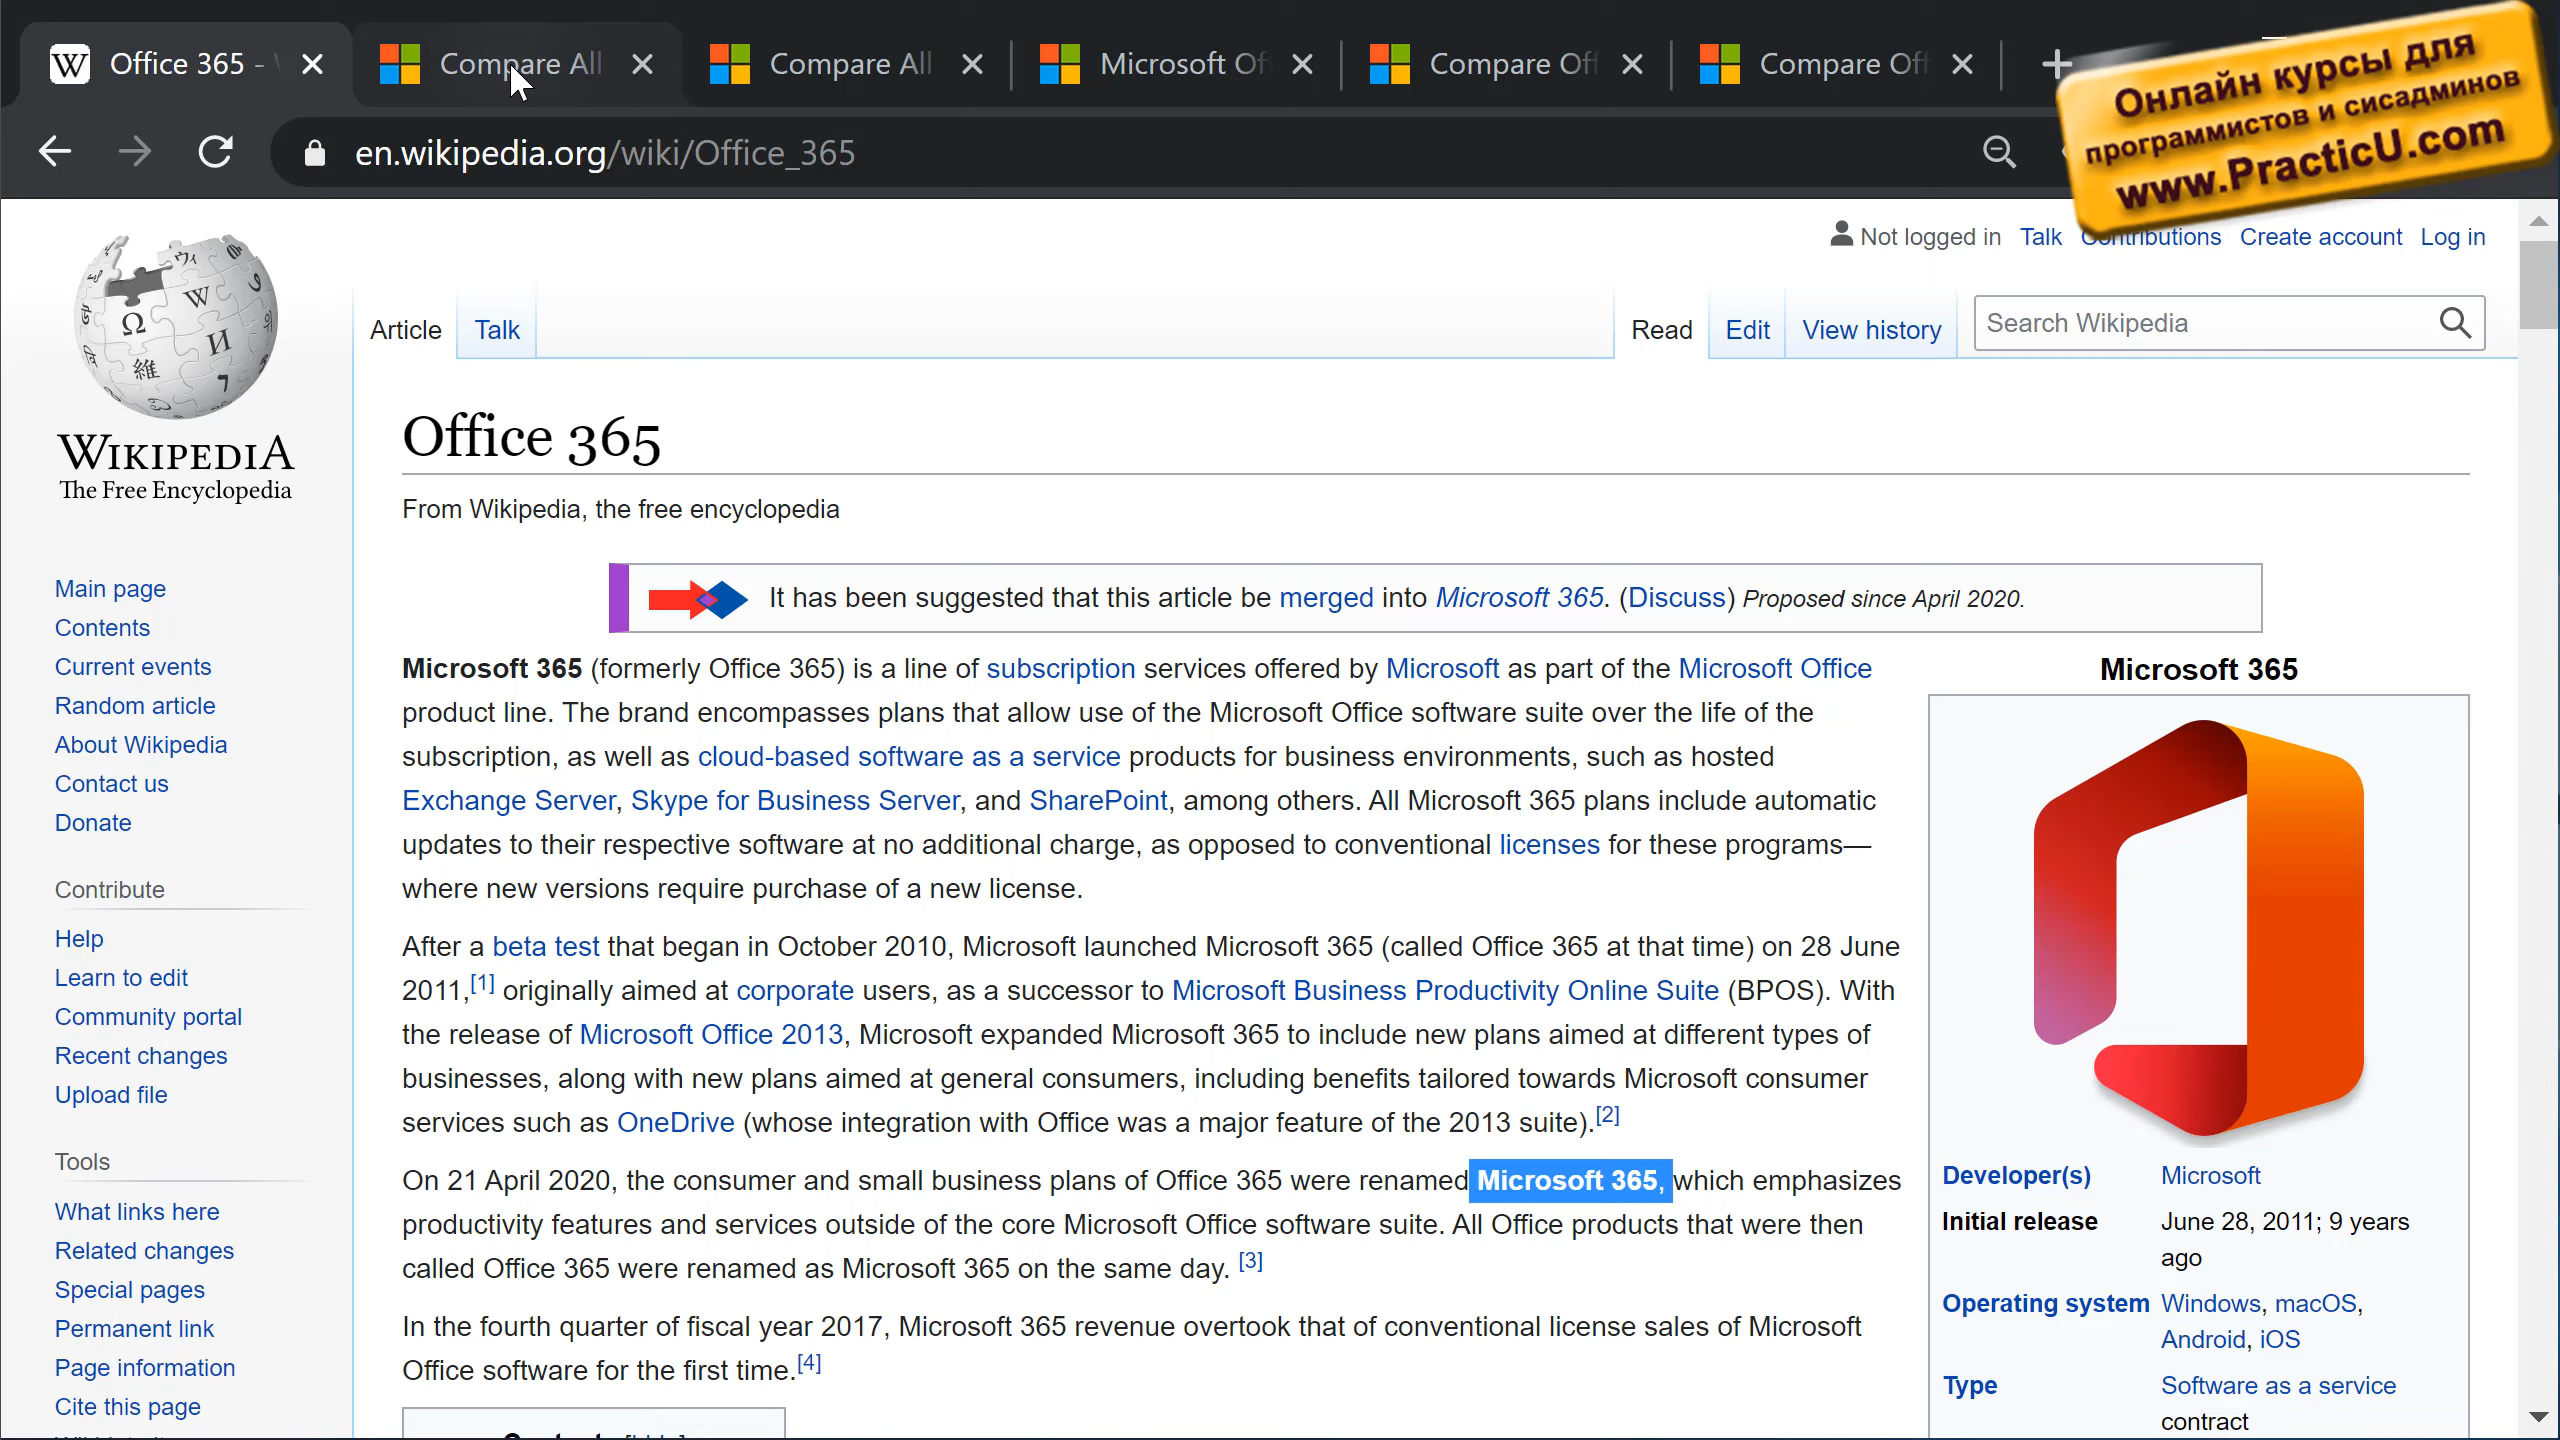 Office 365 -
Compare All
Compare All
Microsoft Of
Compare Off
Compare Off
en.wikipedia.org/wiki/Office_365
Онлайн курсы для
программистов и сисадминов
www.PracticU.com
Not logged in Talk Contributions Create account Log in
Article Talk
Read Edit View history Search Wikipedia
WIKIPEDIA
The Free Encyclopedia
Main page
Contents
Current events
Random article
About Wikipedia
Contact us
Donate
Contribute
Help
Learn to edit
Community portal
Recent changes
Upload file
Tools
What links here
Related changes
Special pages
Permanent link
Page information
Cite this page
Office 365
From Wikipedia, the free encyclopedia
It has been suggested that this article be merged into Microsoft 365. (Discuss) Proposed since April 2020.
Microsoft 365 (formerly Office 365) is a line of subscription services offered by Microsoft as part of the Microsoft Office
product line. The brand encompasses plans that allow use of the Microsoft Office software suite over the life of the
subscription, as well as cloud-based software as a service products for business environments, such as hosted
Exchange Server, Skype for Business Server, and SharePoint, among others. All Microsoft 365 plans include automatic
updates to their respective software at no additional charge, as opposed to conventional licenses for these programs—
where new versions require purchase of a new license.
After a beta test that began in October 2010, Microsoft launched Microsoft 365 (called Office 365 at that time) on 28 June
2011,[1] originally aimed at corporate users, as a successor to Microsoft Business Productivity Online Suite (BPOS). With
the release of Microsoft Office 2013, Microsoft expanded Microsoft 365 to include new plans aimed at different types of
businesses, along with new plans aimed at general consumers, including benefits tailored towards Microsoft consumer
services such as OneDrive (whose integration with Office was a major feature of the 2013 suite).[2]
On 21 April 2020, the consumer and small business plans of Office 365 were renamed Microsoft 365, which emphasizes
productivity features and services outside of the core Microsoft Office software suite. All Office products that were then
called Office 365 were renamed as Microsoft 365 on the same day. [3]
In the fourth quarter of fiscal year 2017, Microsoft 365 revenue overtook that of conventional license sales of Microsoft
Office software for the first time.[4]
Microsoft 365
Developer(s) Microsoft
Initial release June 28, 2011; 9 years
ago
Operating system Windows, macOS,
Android, iOS
Type Software as a service
contract